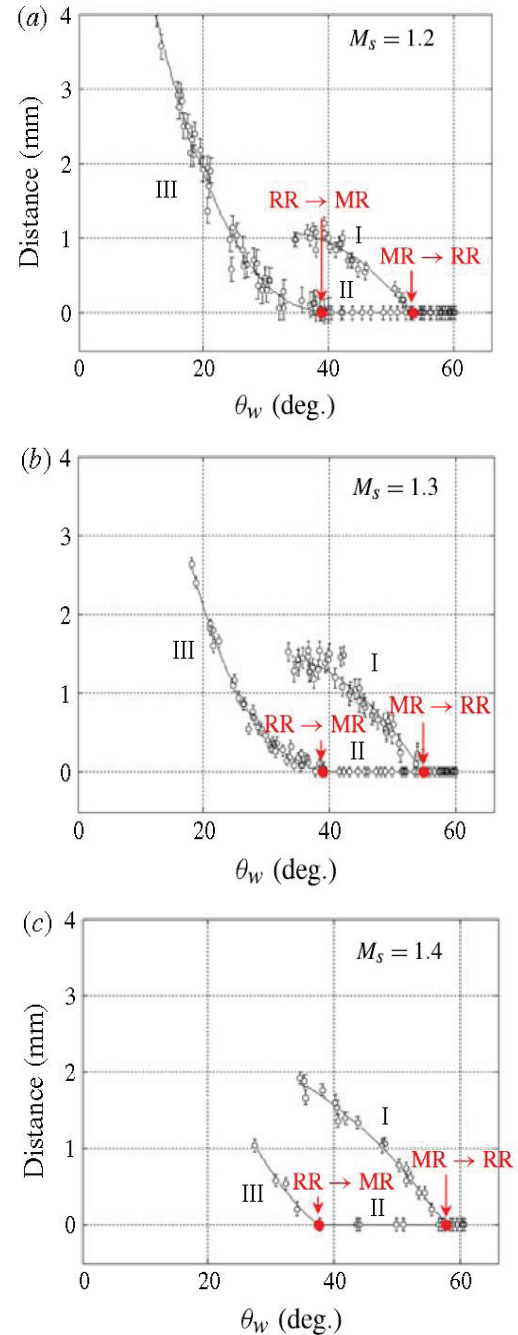 (a)
4
M_s = 1.2
3
III
RR → MR
2
I
MR → RR
1
II
0
Distance (mm)
0 20 40 60
θ_w (deg.)
(b)
4
M_s = 1.3
3
III
2
I
RR → MR
MR → RR
1
II
0
Distance (mm)
0 20 40 60
θ_w (deg.)
(c)
4
M_s = 1.4
3
2
I
RR → MR
MR → RR
1
III
II
0
Distance (mm)
0 20 40 60
θ_w (deg.)